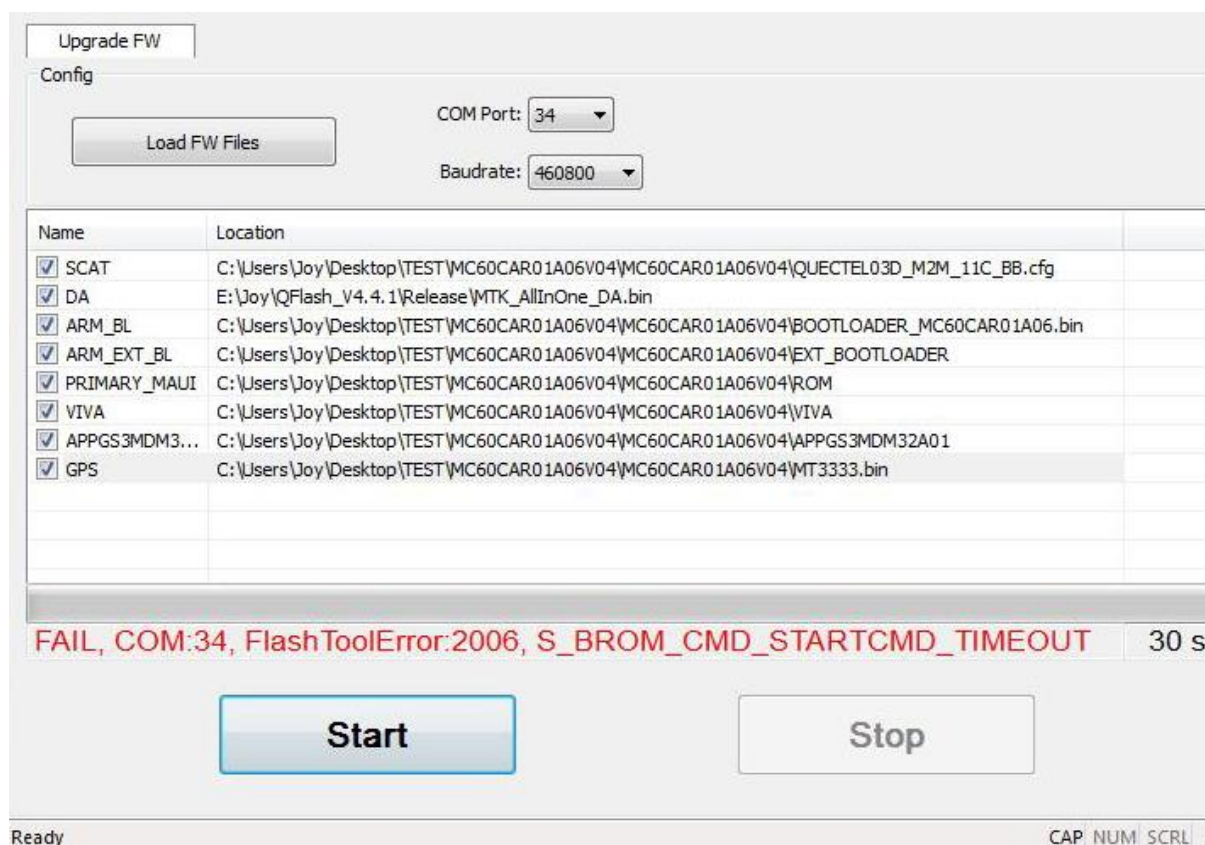 Upgrade FW
Config
Load FW Files
COM Port: 34
Baudrate: 460800
Name Location
SCAT C:\Users\Joy\Desktop\TEST\MC60CAR01A06V04\MC60CAR01A06V04\QUECTEL03D_M2M_11C_BB.cfg
DA E:\Joy\QFlash_V4.4.1\Release\MTK_AllInOne_DA.bin
ARM_BL C:\Users\Joy\Desktop\TEST\MC60CAR01A06V04\MC60CAR01A06V04\BOOTLOADER_MC60CAR01A06.bin
ARM_EXT_BL C:\Users\Joy\Desktop\TEST\MC60CAR01A06V04\MC60CAR01A06V04\EXT_BOOTLOADER
PRIMARY_MAUI C:\Users\Joy\Desktop\TEST\MC60CAR01A06V04\MC60CAR01A06V04\ROM
VIVA C:\Users\Joy\Desktop\TEST\MC60CAR01A06V04\MC60CAR01A06V04\VIVA
APPGS3MDM3... C:\Users\Joy\Desktop\TEST\MC60CAR01A06V04\MC60CAR01A06V04\APPGS3MDM32A01
GPS C:\Users\Joy\Desktop\TEST\MC60CAR01A06V04\MC60CAR01A06V04\MT3333.bin
FAIL, COM:34, FlashToolError:2006, S_BROM_CMD_STARTCMD_TIMEOUT 30 s
Start Stop
Ready CAP NUM SCRL